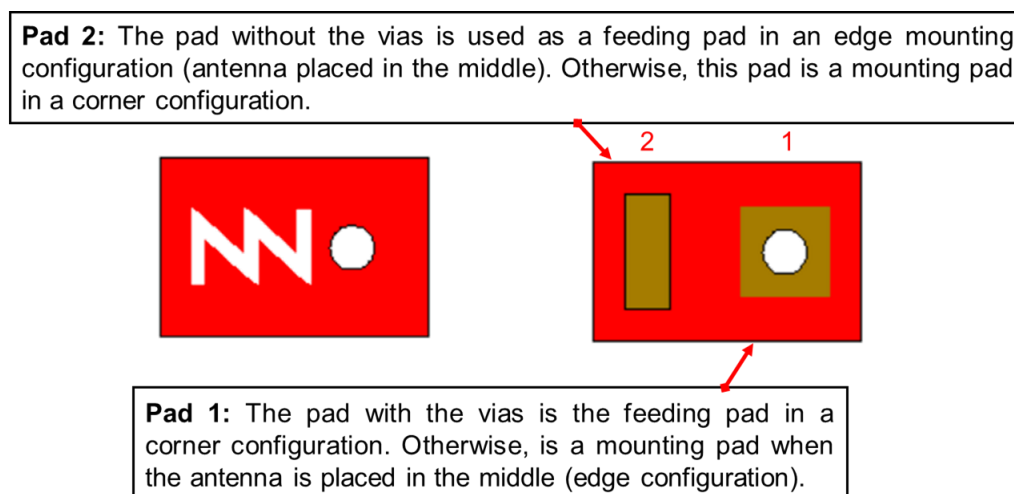 Pad 2: The pad without the vias is used as a feeding pad in an edge mounting
configuration (antenna placed in the middle). Otherwise, this pad is a mounting pad
in a corner configuration.
2 1
NN
Pad 1: The pad with the vias is the feeding pad in a
corner configuration. Otherwise, is a mounting pad when
the antenna is placed in the middle (edge configuration).